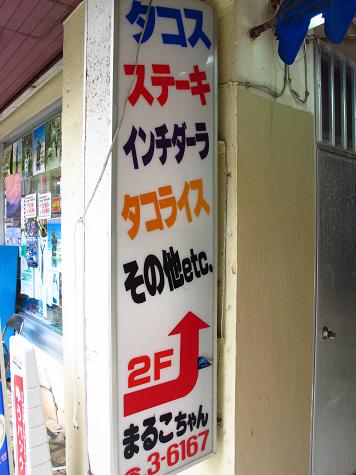 タコス
ステーキ
インチダーラ
タコライス
その他etc.
2F
まるこちゃん
3-6167